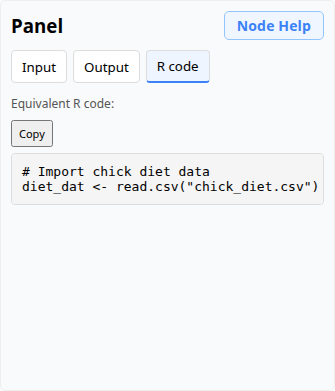 Panel
Node Help
Input
Output
R code
Equivalent R code:
Copy
# Import chick diet data
diet_dat <- read.csv("chick_diet.csv")